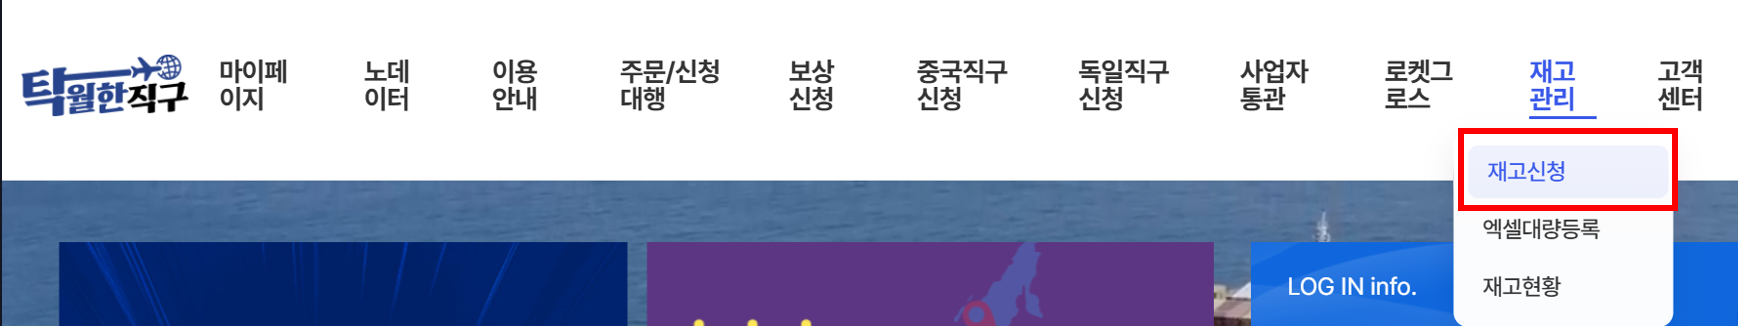 탁월한직구
마이페
이지
노데
이터
이용
안내
주문/신청
대행
보상
신청
중국직구
신청
독일직구
신청
사업자
통관
로켓그
로스
재고
관리
고객
센터
재고신청
엑셀대량등록
재고현황
LOG IN info.